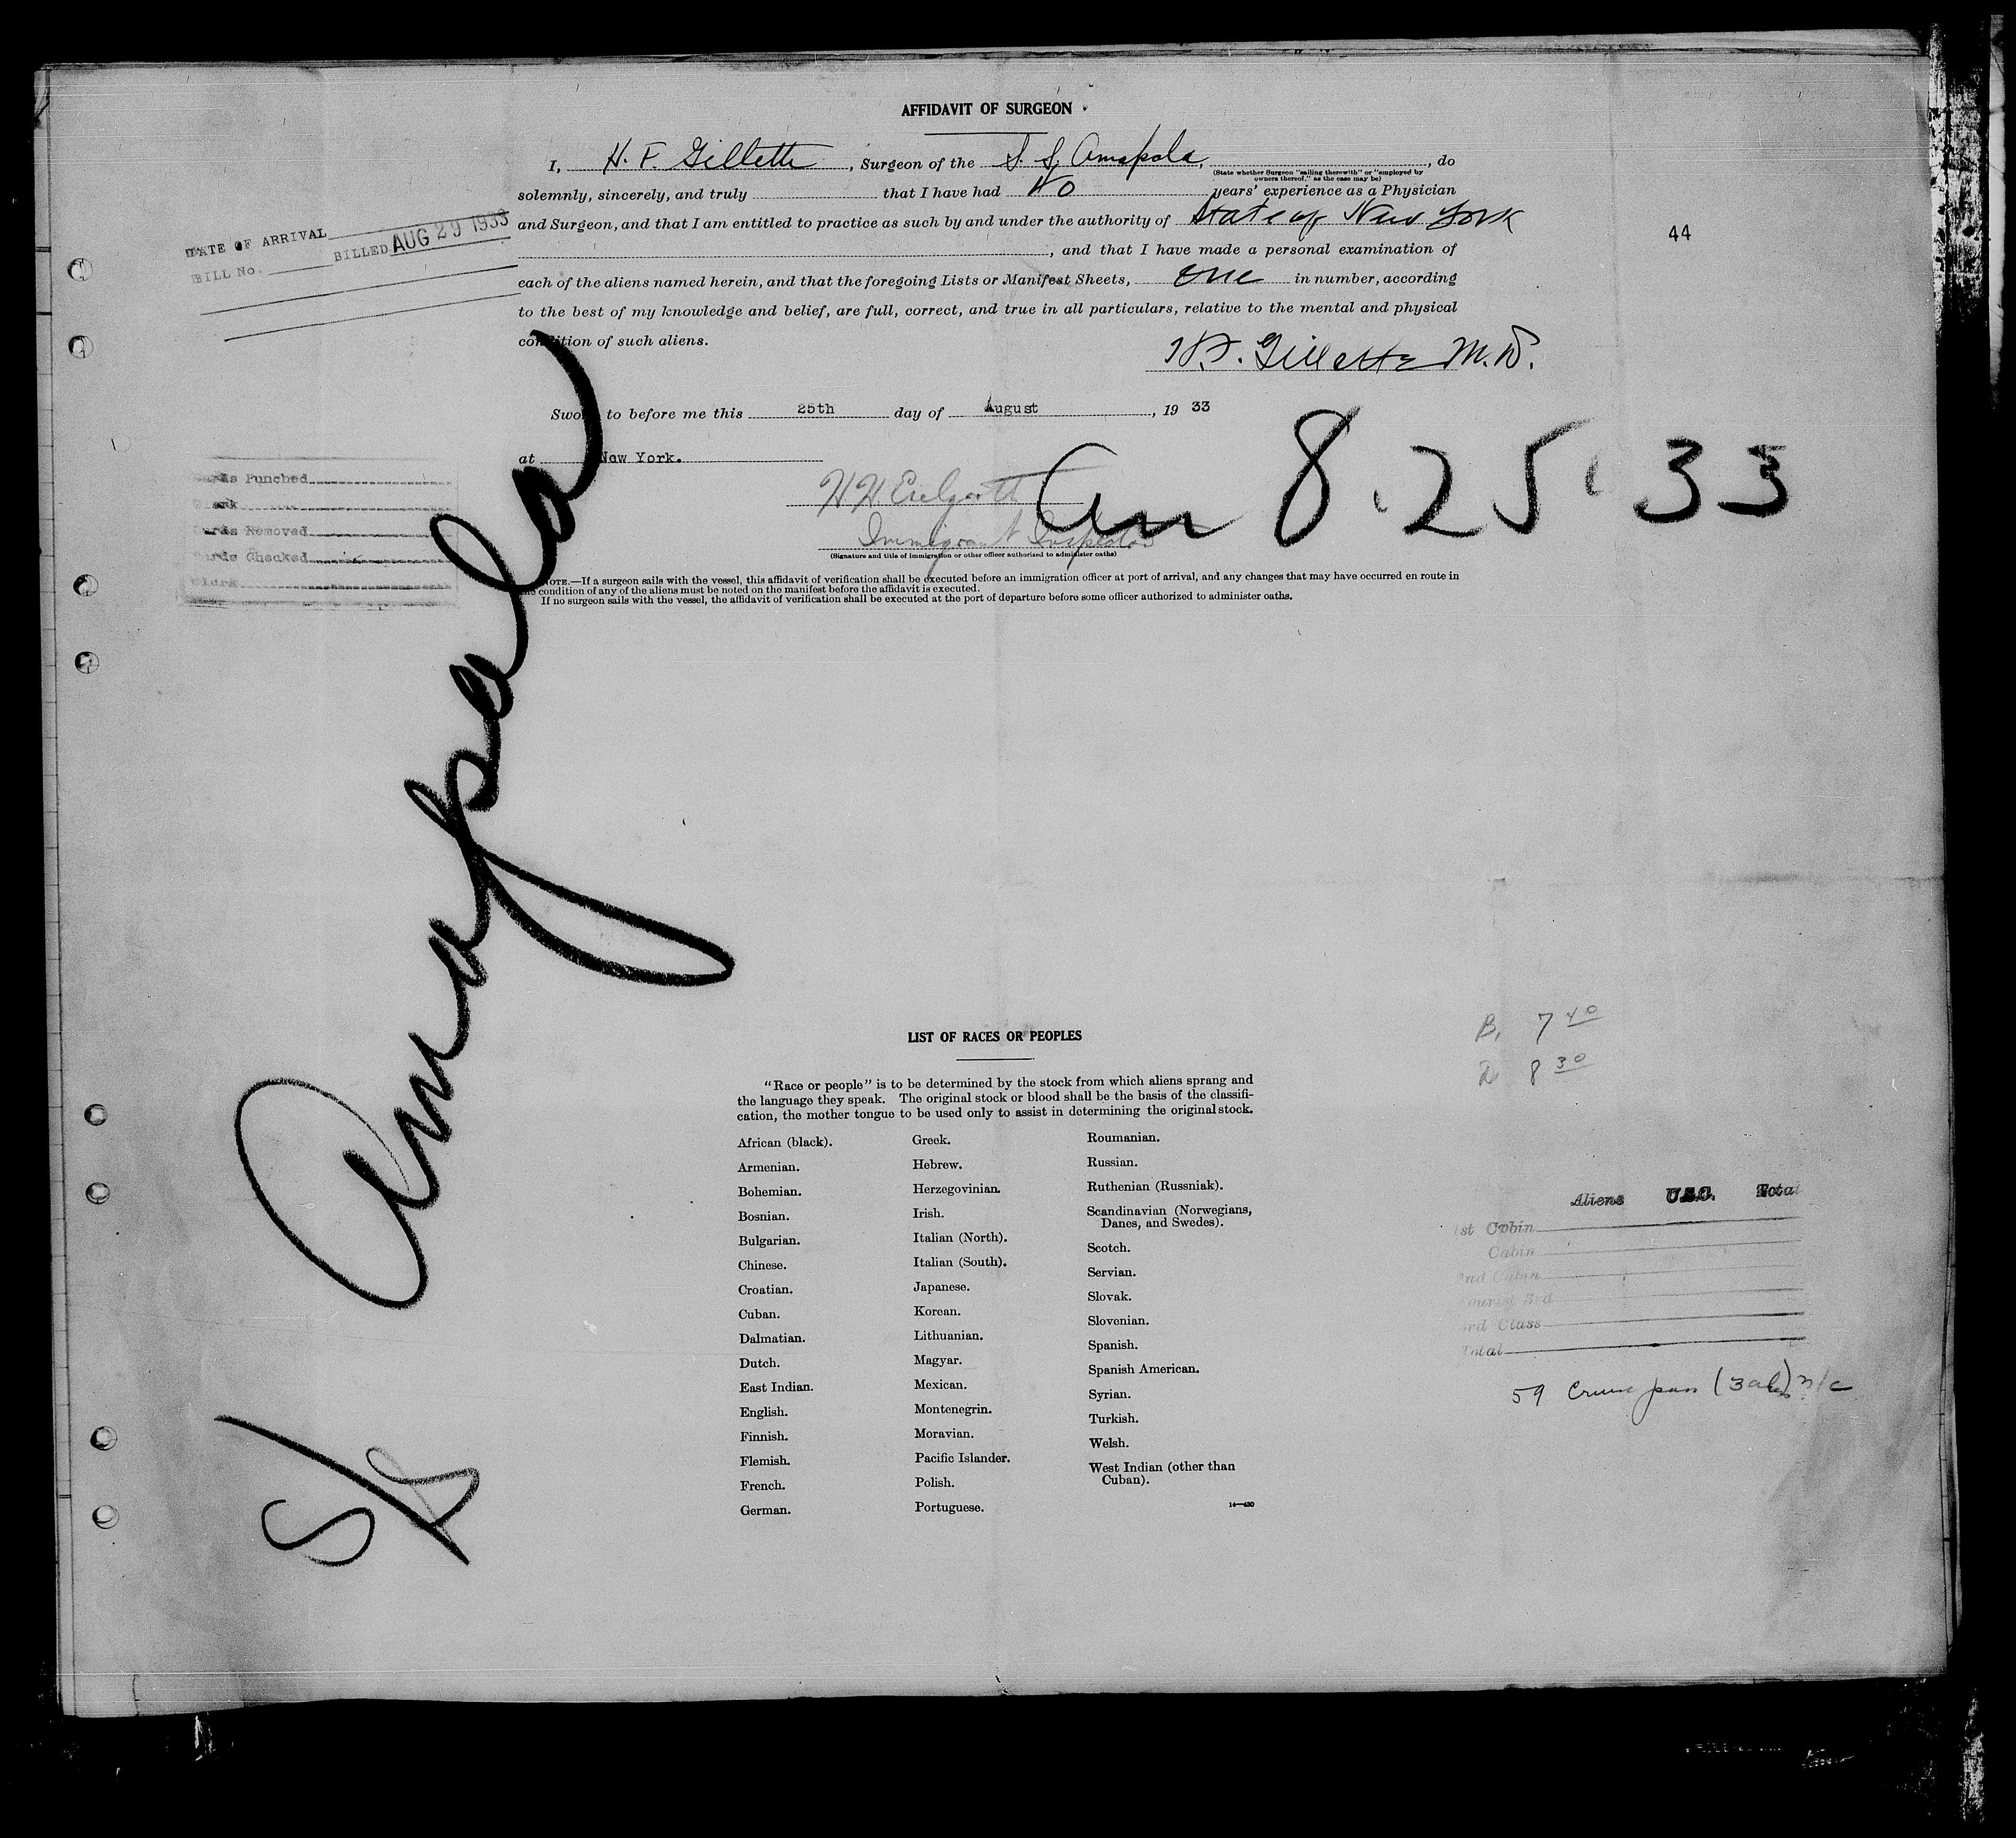 AFFIDAVIT OF SURGEON
I, H. F. Gillette, Surgeon of the S. S. Amapala, , do
(State whether Surgeon "sailing therewith" or "employed by
owners thereof," as the case may be)
solemnly, sincerely, and truly that I have had 40 years' experience as a Physician
and Surgeon, and that I am entitled to practice as such by and under the authority of State of New York
, and that I have made a personal examination of
each of the aliens named herein, and that the foregoing Lists or Manifest Sheets, one in number, according
to the best of my knowledge and belief, are full, correct, and true in all particulars, relative to the mental and physical
condition of such aliens.
H. F. Gillette M. D.
44
DATE OF ARRIVAL
BILL No. BILLED AUG 29 1933
Sworn to before me this 25th day of August, 19 33
at New York.
Arr 8.25.33
Immigrant Inspector
(Signature and title of immigration or other officer authorized to administer oaths)
Cards Punched
Clerk
Cards Removed
Cards Checked
Clerk
NOTE.—If a surgeon sails with the vessel, this affidavit of verification shall be executed before an immigration officer at port of arrival, and any changes that may have occurred en route in
the condition of any of the aliens must be noted on the manifest before the affidavit is executed.
If no surgeon sails with the vessel, the affidavit of verification shall be executed at the port of departure before some officer authorized to administer oaths.
S/S Amapala
B. 7 40
D 8 30
LIST OF RACES OR PEOPLES
"Race or people" is to be determined by the stock from which aliens sprang and
the language they speak. The original stock or blood shall be the basis of the classifi-
cation, the mother tongue to be used only to assist in determining the original stock.
African (black).
Armenian.
Bohemian.
Bosnian.
Bulgarian.
Chinese.
Croatian.
Cuban.
Dalmatian.
Dutch.
East Indian.
English.
Finnish.
Flemish.
French.
German.
Greek.
Hebrew.
Herzegovinian.
Irish.
Italian (North).
Italian (South).
Japanese.
Korean.
Lithuanian.
Magyar.
Mexican.
Montenegrin.
Moravian.
Pacific Islander.
Polish.
Portuguese.
Roumanian.
Russian.
Ruthenian (Russniak).
Scandinavian (Norwegians,
Danes, and Swedes).
Scotch.
Servian.
Slovak.
Slovenian.
Spanish.
Spanish American.
Syrian.
Turkish.
Welsh.
West Indian (other than
Cuban).
14—430
Aliens U.S.C. Total
1st Cabin
Cabin
2nd Cabin
Tourist 3rd
3rd Class
Total
59 Cruise pass (3 al)